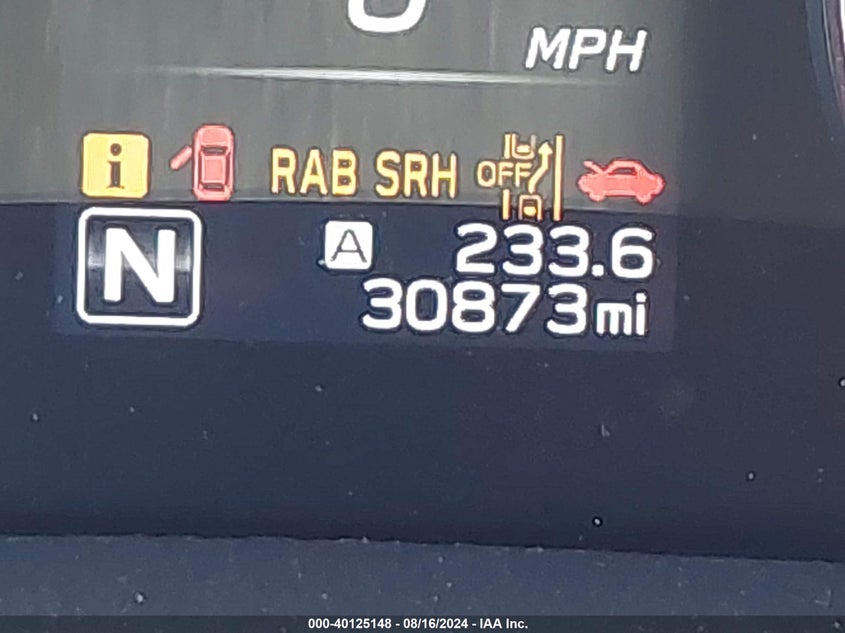 MPH
i RAB SRH OFF
N A 233.6
30873mi
000-40125148 - 08/16/2024 - IAA Inc.